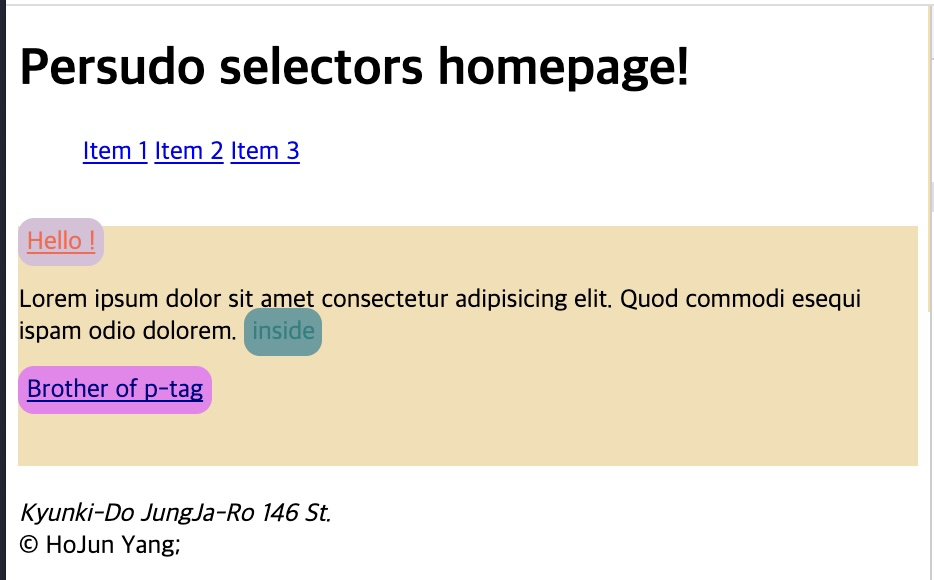 Persudo selectors homepage!
Item 1 Item 2 Item 3
Hello !
Lorem ipsum dolor sit amet consectetur adipisicing elit. Quod commodi esequi
ispam odio dolorem. inside
Brother of p-tag
Kyunki-Do JungJa-Ro 146 St.
© HoJun Yang;